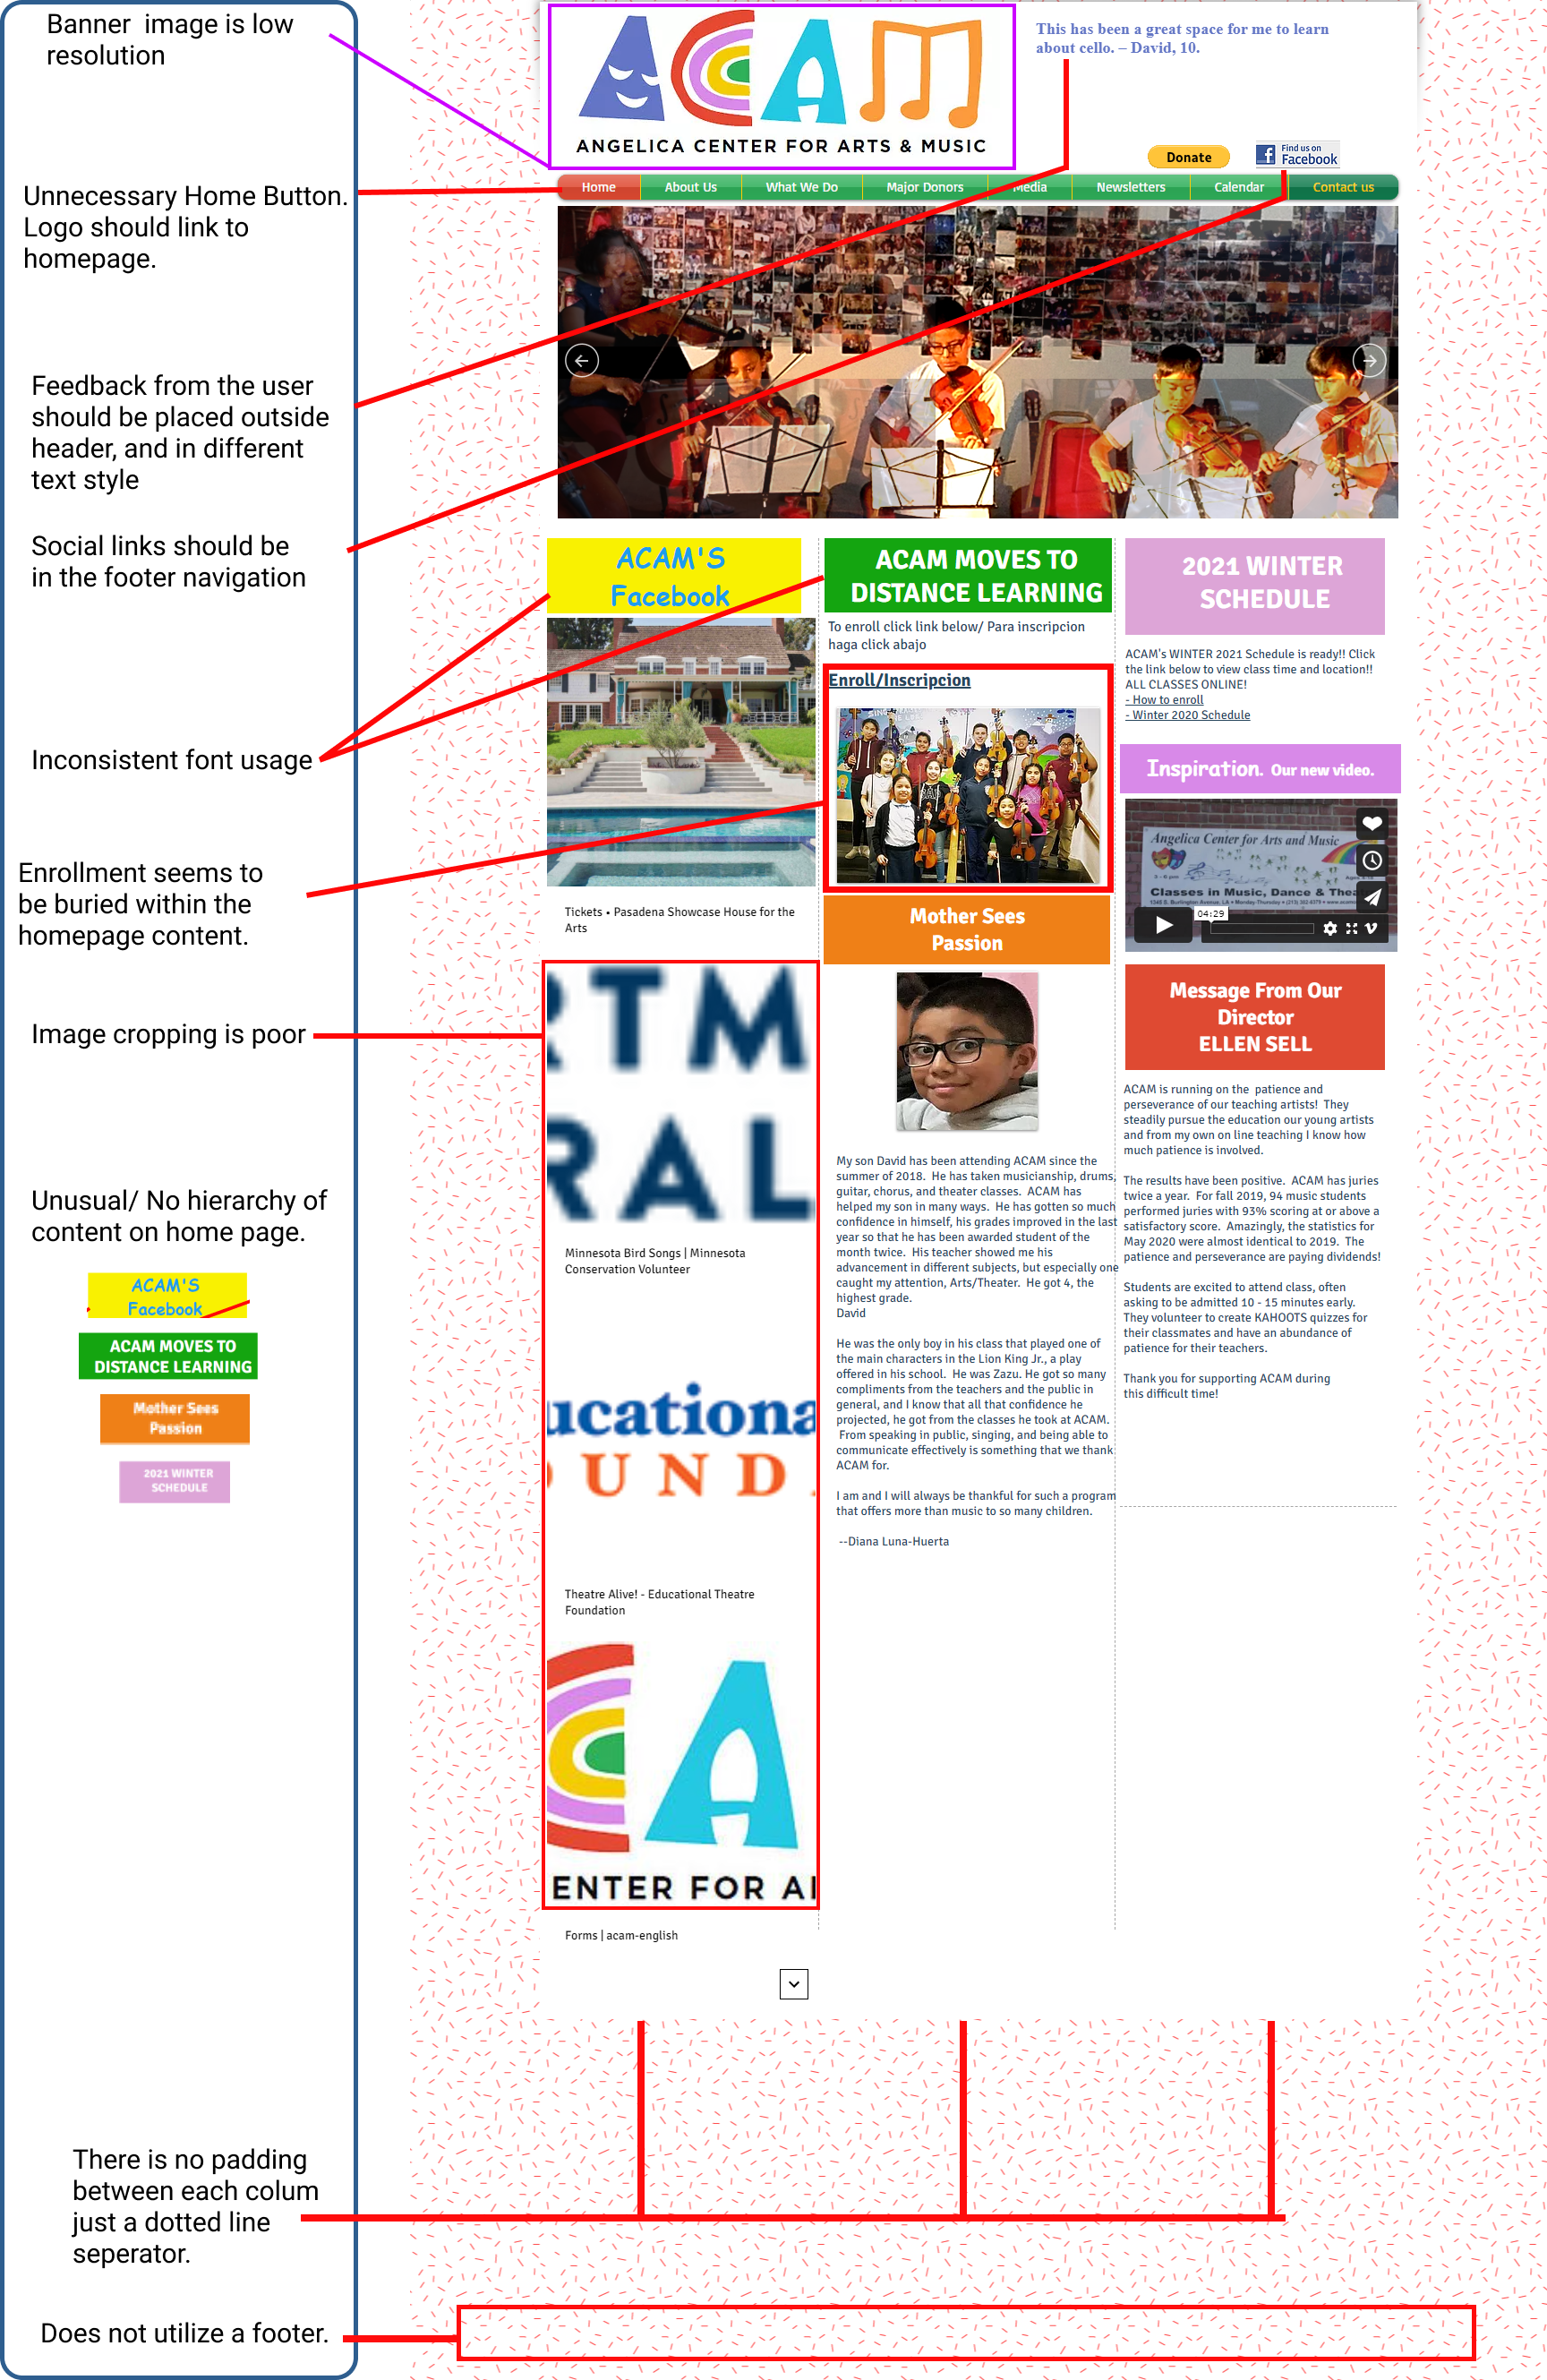 Banner  image is low
resolution
Unnecessary Home Button.
Logo should link to
homepage.
Feedback from the user
should be placed outside
header, and in different
text style
Social links should be
in the footer navigation
Inconsistent font usage
Enrollment seems to
be buried within the
homepage content.
Image cropping is poor
Unusual/ No hierarchy of
content on home page.
ACAM'S
Facebook
ACAM MOVES TO
DISTANCE LEARNING
Mother Sees
Passion
2021 WINTER
SCHEDULE
There is no padding
between each colum
just a dotted line
seperator.
Does not utilize a footer.
ACAM
ANGELICA CENTER FOR ARTS & MUSIC
This has been a great space for me to learn
about cello. – David, 10.
Donate
Find us on
Facebook
Home About Us What We Do Major Donors Media Newsletters Calendar Contact us
ACAM'S
Facebook
Tickets • Pasadena Showcase House for the
Arts
RTM
RAL
Minnesota Bird Songs | Minnesota
Conservation Volunteer
ucationa
OUND
Theatre Alive! - Educational Theatre
Foundation
CA
ENTER FOR AR
Forms | acam-english
ACAM MOVES TO
DISTANCE LEARNING
To enroll click link below/ Para inscripcion
haga click abajo
Enroll/Inscripcion
Mother Sees
Passion
My son David has been attending ACAM since the
summer of 2018.  He has taken musicianship, drums,
guitar, chorus, and theater classes.  ACAM has
helped my son in many ways.  He has gotten so much
confidence in himself, his grades improved in the last
year so that he has been awarded student of the
month twice.  His teacher showed me his
advancement in different subjects, but especially one
caught my attention, Arts/Theater.  He got 4, the
highest grade.
David
He was the only boy in his class that played one of
the main characters in the Lion King Jr., a play
offered in his school.  He was Zazu. He got so many
compliments from the teachers and the public in
general, and I know that all that confidence he
projected, he got from the classes he took at ACAM.
From speaking in public, singing, and being able to
communicate effectively is something that we thank
ACAM for.
I am and I will always be thankful for such a program
that offers more than music to so many children.
--Diana Luna-Huerta
2021 WINTER
SCHEDULE
ACAM's WINTER 2021 Schedule is ready!! Click
the link below to view class time and location!!
ALL CLASSES ONLINE!
- How to enroll
- Winter 2020 Schedule
Inspiration. Our new video.
Angelica Center for Arts and Music
Classes in Music, Dance & Thea
04:29
Message From Our
Director
ELLEN SELL
ACAM is running on the  patience and
perseverance of our teaching artists!  They
steadily pursue the education our young artists
and from my own on line teaching I know how
much patience is involved.
The results have been positive.  ACAM has juries
twice a year.  For fall 2019, 94 music students
performed juries with 93% scoring at or above a
satisfactory score.  Amazingly, the statistics for
May 2020 were almost identical to 2019.  The
patience and perseverance are paying dividends!
Students are excited to attend class, often
asking to be admitted 10 - 15 minutes early.
They volunteer to create KAHOOTS quizzes for
their classmates and have an abundance of
patience for their teachers.
Thank you for supporting ACAM during
this difficult time!